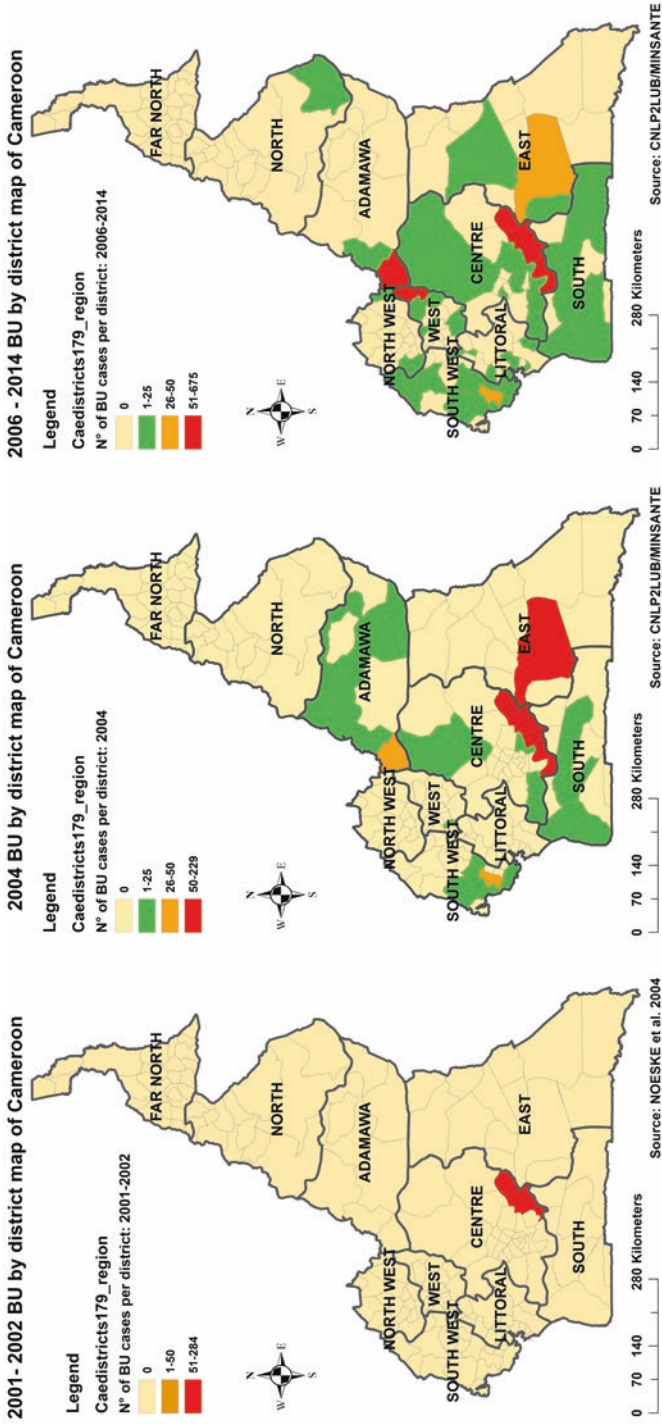 2001- 2002 BU by district map of Cameroon
Legend
Caedistricts179_region
N° of BU cases per district: 2001-2002
0
1-50
51-284
N
W
E
S
FAR NORTH
NORTH
ADAMAWA
NORTH WEST
WEST
SOUTH WEST
LITTORAL
CENTRE
EAST
SOUTH
0 70 140 280 Kilometers
Source: NOESKE et al. 2004
2004 BU by district map of Cameroon
Legend
Caedistricts179_region
N° of BU cases per district: 2004
0
1-25
26-50
50-229
N
W
E
S
FAR NORTH
NORTH
ADAMAWA
NORTH WEST
WEST
SOUTH WEST
LITTORAL
CENTRE
EAST
SOUTH
0 70 140 280 Kilometers
Source: CNLP2LUB/MINSANTE
2006 - 2014 BU by district map of Cameroon
Legend
Caedistricts179_region
N° of BU cases per district: 2006-2014
0
1-25
26-50
51-675
N
W
E
S
FAR NORTH
NORTH
ADAMAWA
NORTH WEST
WEST
SOUTH WEST
LITTORAL
CENTRE
EAST
SOUTH
0 70 140 280 Kilometers
Source: CNLP2LUB/MINSANTE